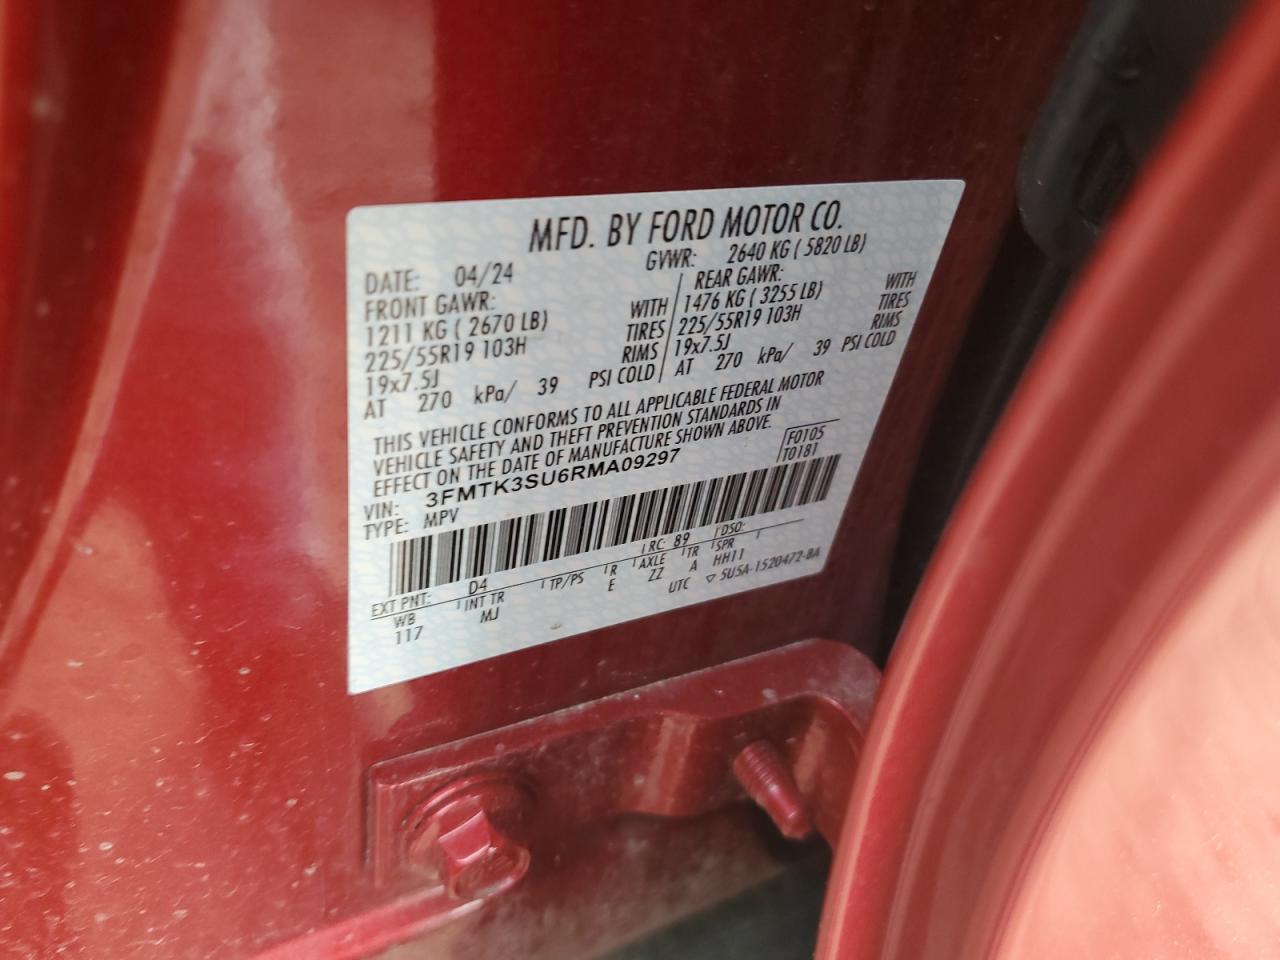 MFD. BY FORD MOTOR CO.
DATE: 04/24 GVWR: 2640 KG ( 5820 LB)
FRONT GAWR:
1211 KG ( 2670 LB) WITH
225/55R19 103H TIRES
19x7.5J RIMS
AT 270 kPa/ 39 PSI COLD
REAR GAWR:
1476 KG ( 3255 LB) WITH
225/55R19 103H TIRES
19x7.5J RIMS
AT 270 kPa/ 39 PSI COLD
THIS VEHICLE CONFORMS TO ALL APPLICABLE FEDERAL MOTOR
VEHICLE SAFETY AND THEFT PREVENTION STANDARDS IN
EFFECT ON THE DATE OF MANUFACTURE SHOWN ABOVE.
F0105
T0181
VIN: 3FMTK3SU6RMA09297
TYPE: MPV
EXT PNT: D4 RC: 89 DSO:
WB INT TR TP/PS R AXLE TR SPR
117 MJ E ZZ A HH11
UTC ▽ 5U5A-1520472-BA